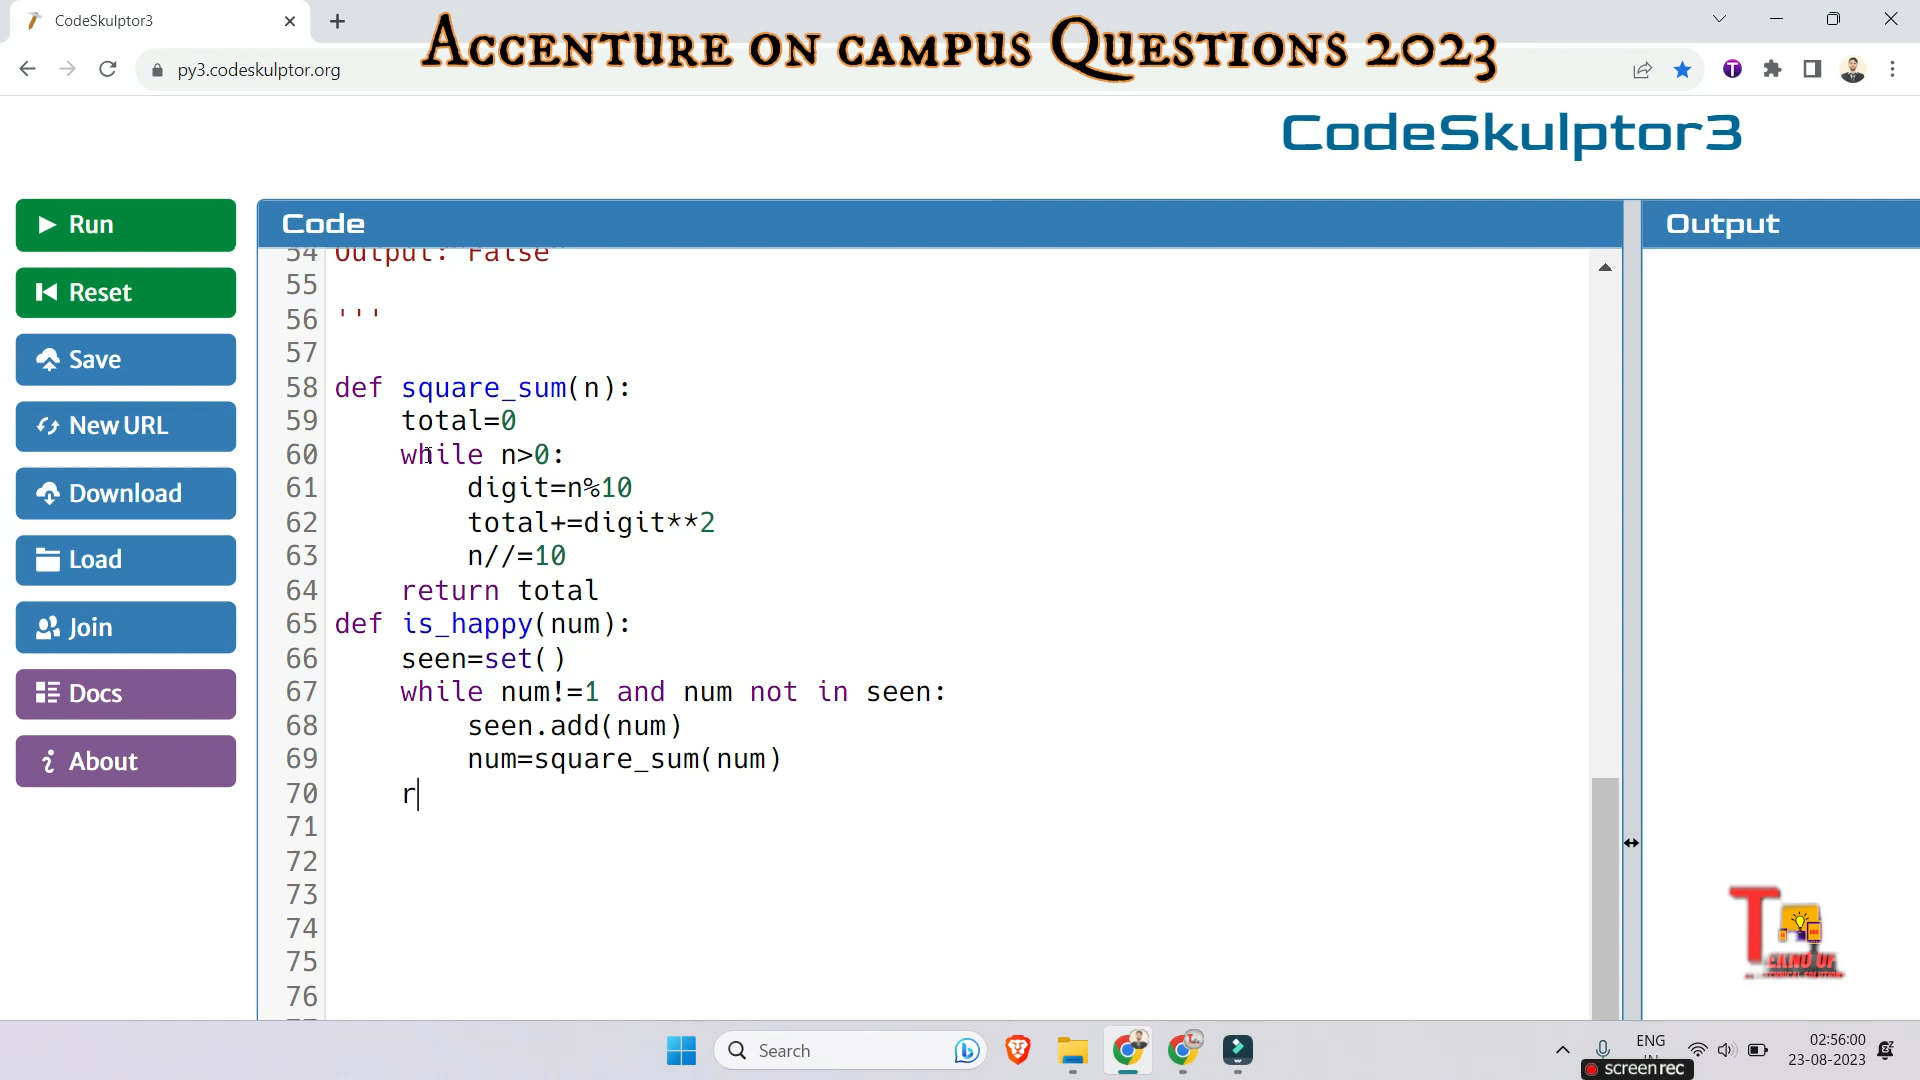 CodeSkulptor3
Accenture on campus Questions 2023
py3.codeskulptor.org
CodeSkulptor3
Run
Reset
Save
New URL
Download
Load
Join
Docs
About
Code
54 Output: "False"
55
56 '''
57
58 def square_sum(n):
59     total=0
60     while n>0:
61         digit=n%10
62         total+=digit**2
63         n//=10
64     return total
65 def is_happy(num):
66     seen=set()
67     while num!=1 and num not in seen:
68         seen.add(num)
69         num=square_sum(num)
70     r
71
72
73
74
75
76
Output
Search
ENG
02:56:00
23-08-2023
screenrec